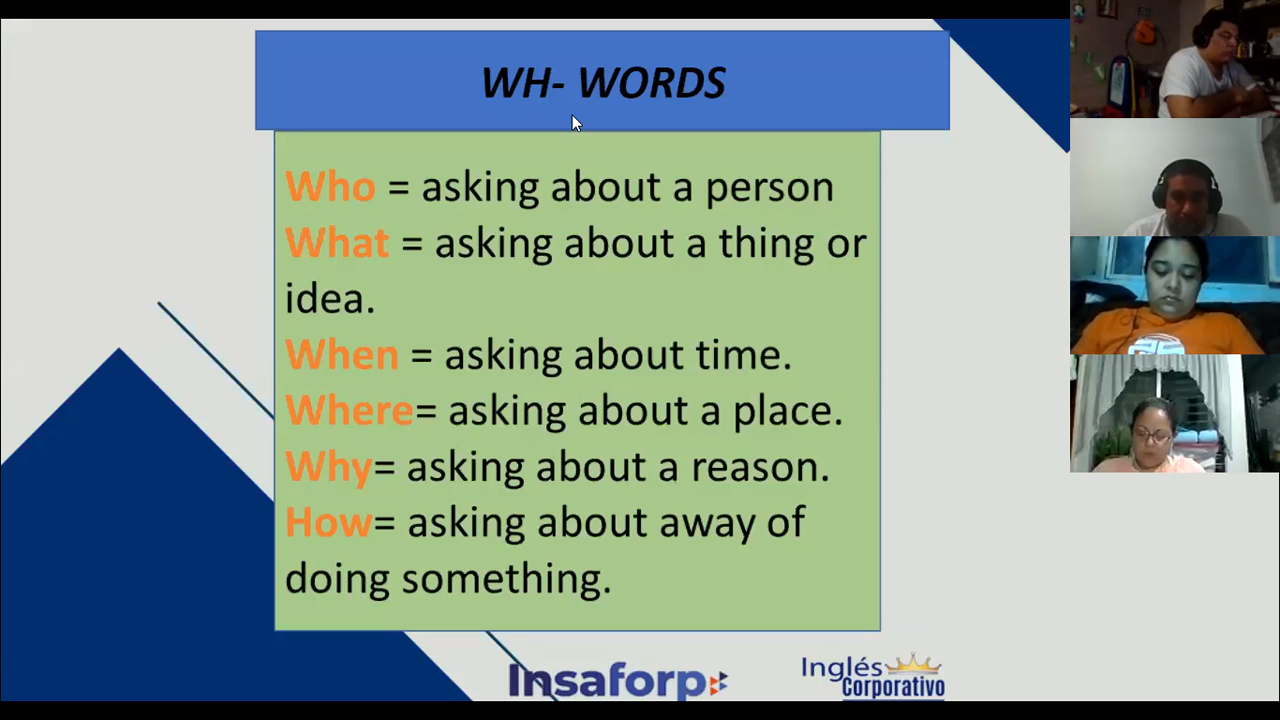 WH- WORDS
Who = asking about a person
What = asking about a thing or
idea.
When = asking about time.
Where= asking about a place.
Why= asking about a reason.
How= asking about away of
doing something.
Insaforp
Inglés
Corporativo